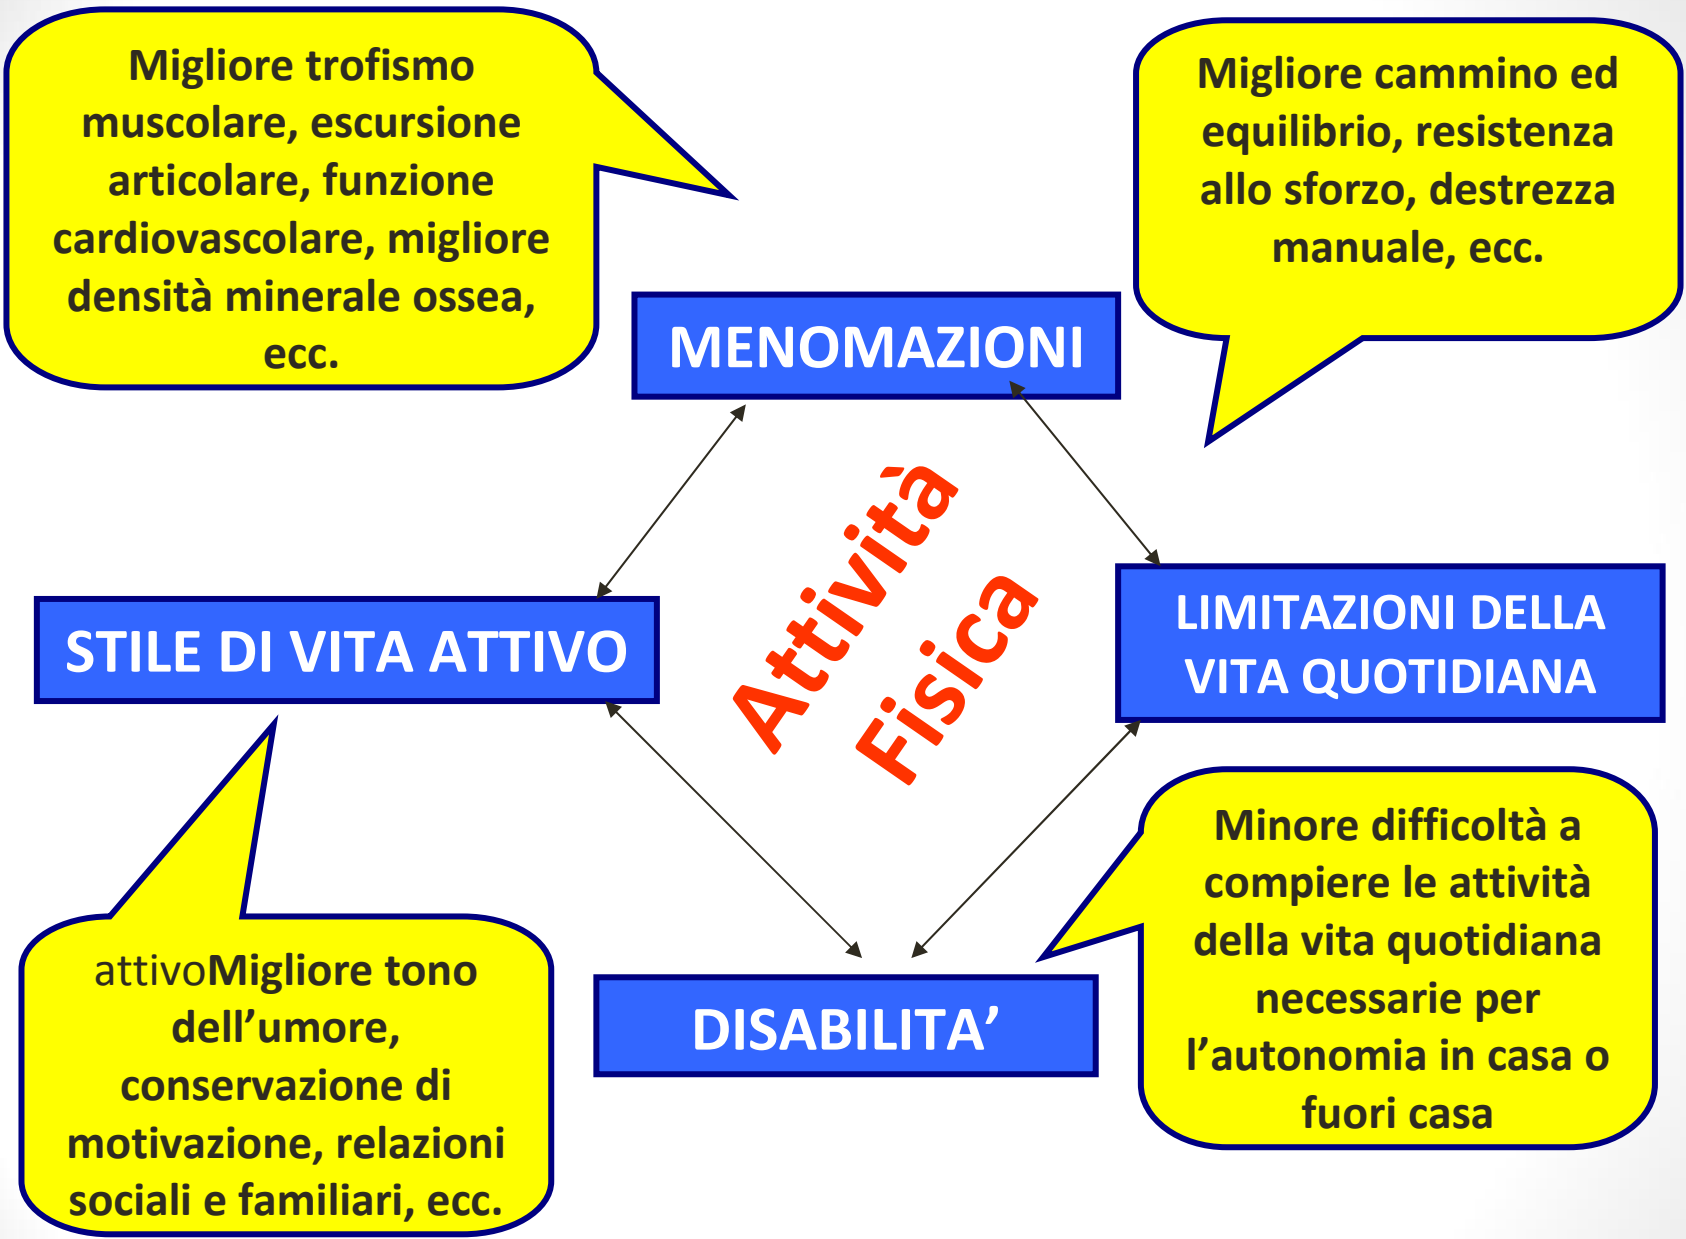 Migliore trofismo
muscolare, escursione
articolare, funzione
cardiovascolare, migliore
densità minerale ossea,
ecc.
Migliore cammino ed
equilibrio, resistenza
allo sforzo, destrezza
manuale, ecc.
MENOMAZIONI
Attività
Fisica
STILE DI VITA ATTIVO
LIMITAZIONI DELLA
VITA QUOTIDIANA
attivoMigliore tono
dell’umore,
conservazione di
motivazione, relazioni
sociali e familiari, ecc.
DISABILITA’
Minore difficoltà a
compiere le attività
della vita quotidiana
necessarie per
l’autonomia in casa o
fuori casa